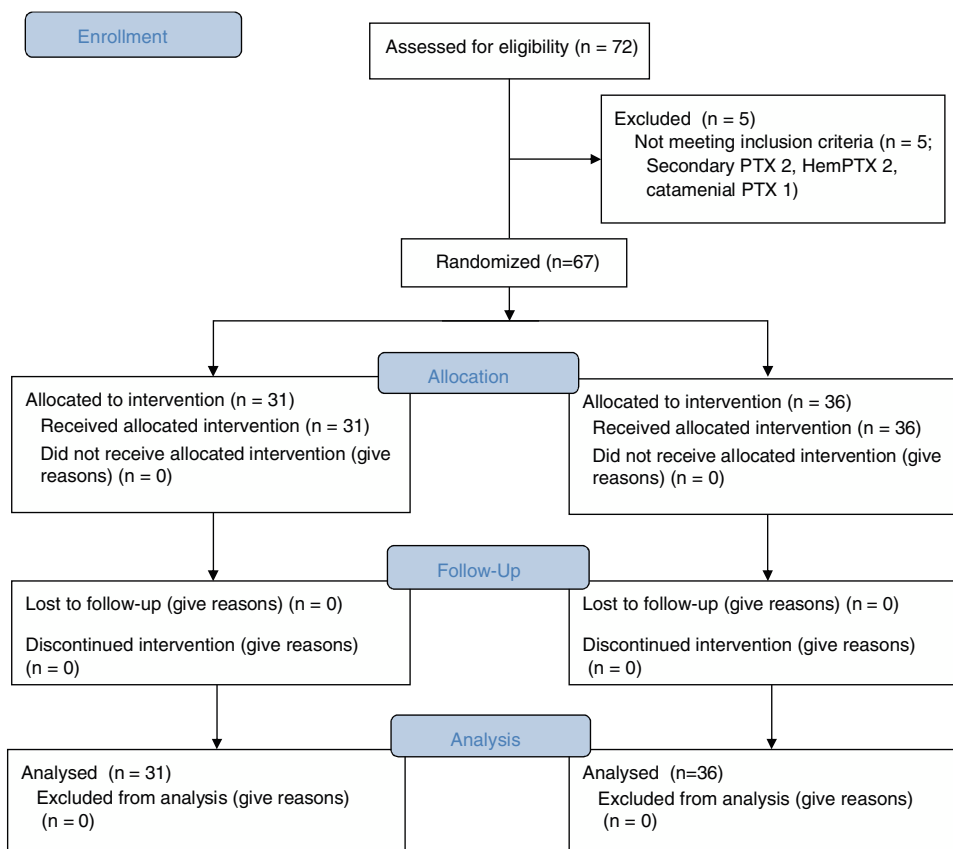 Enrollment
Assessed for eligibility (n = 72)
Excluded (n = 5)
Not meeting inclusion criteria (n = 5;
Secondary PTX 2, HemPTX 2,
catamenial PTX 1)
Randomized (n=67)
Allocation
Allocated to intervention (n = 31)
Received allocated intervention (n = 31)
Did not receive allocated intervention (give
reasons) (n = 0)
Allocated to intervention (n = 36)
Received allocated intervention (n = 36)
Did not receive allocated intervention (give
reasons) (n = 0)
Follow-Up
Lost to follow-up (give reasons) (n = 0)
Discontinued intervention (give reasons)
(n = 0)
Lost to follow-up (give reasons) (n = 0)
Discontinued intervention (give reasons)
(n = 0)
Analysis
Analysed (n = 31)
Excluded from analysis (give reasons)
(n = 0)
Analysed (n=36)
Excluded from analysis (give reasons)
(n = 0)